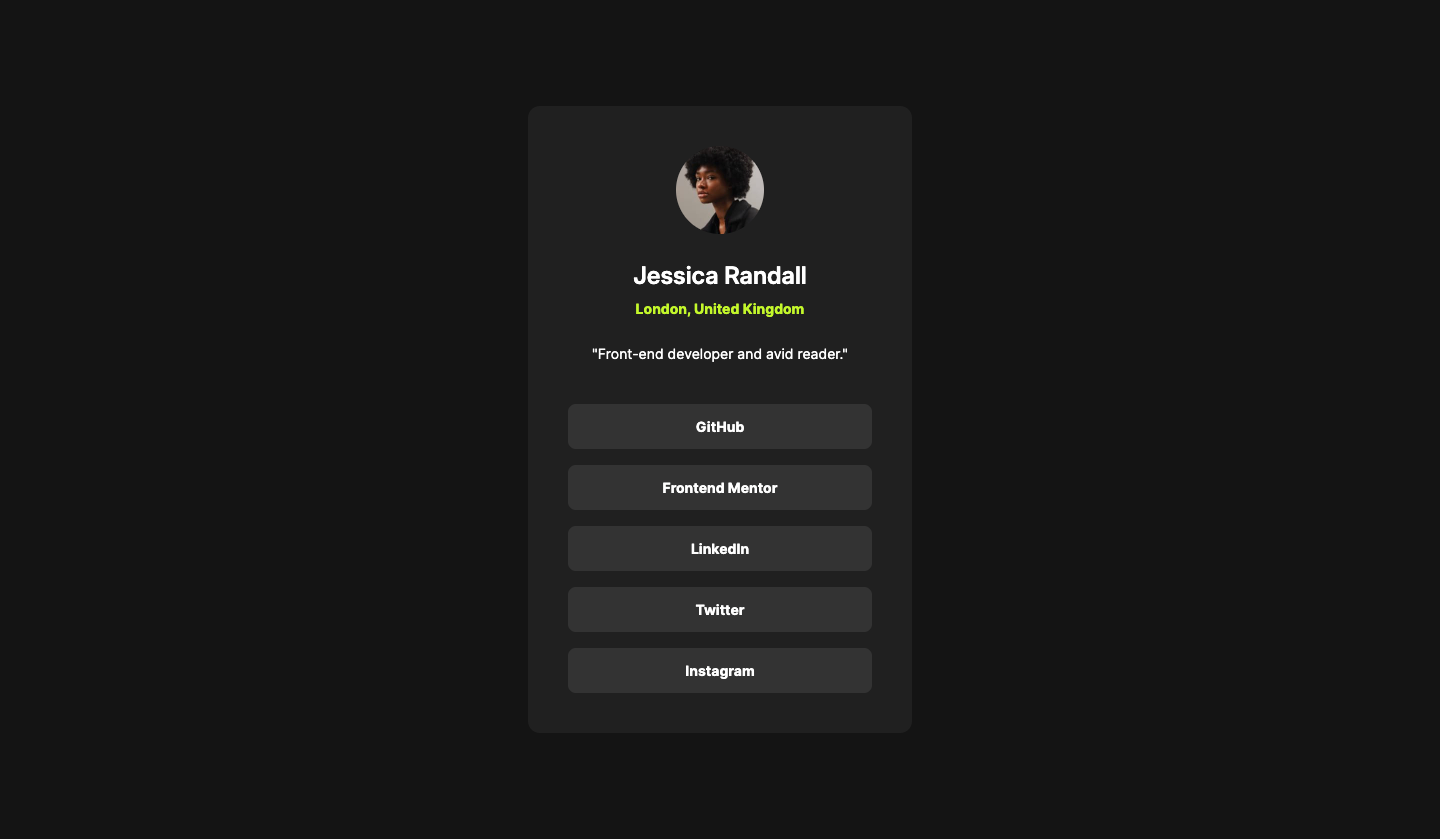 Jessica Randall
London, United Kingdom
"Front-end developer and avid reader."
GitHub
Frontend Mentor
LinkedIn
Twitter
Instagram